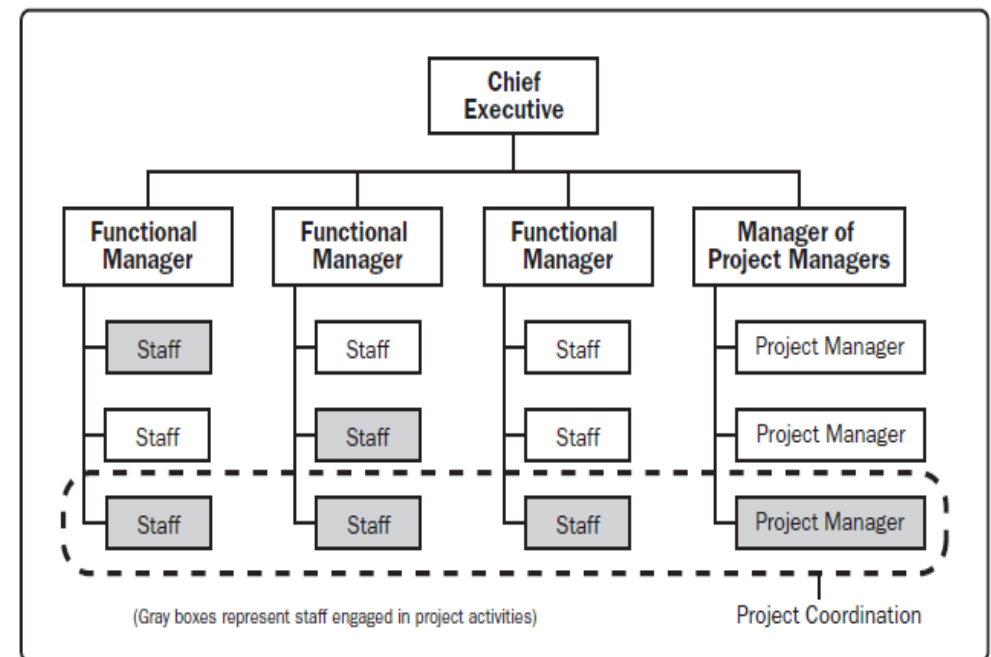 Chief
Executive
Functional
Manager
Functional
Manager
Functional
Manager
Manager of
Project Managers
Staff
Staff
Staff
Project Manager
Staff
Staff
Staff
Project Manager
Staff
Staff
Staff
Project Manager
(Gray boxes represent staff engaged in project activities)
Project Coordination